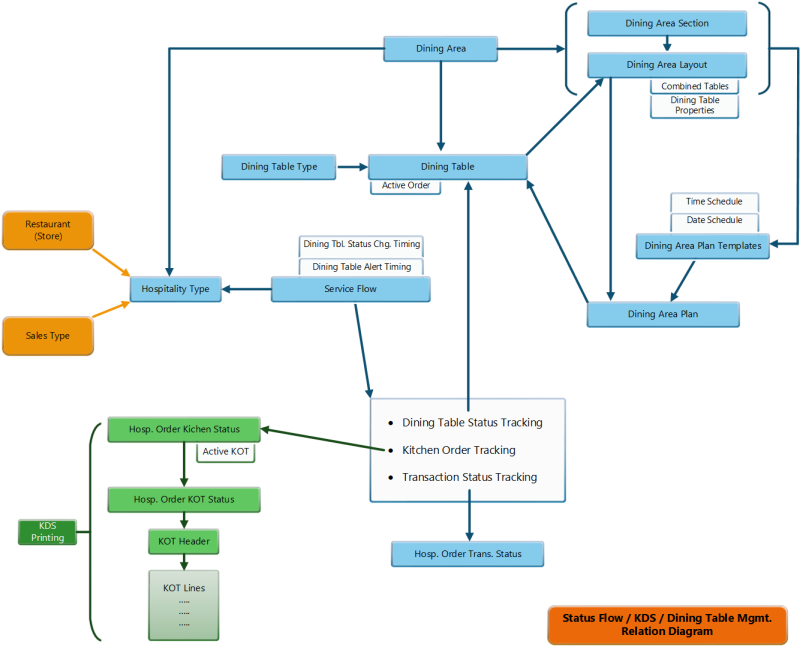 Dining Area Section
Dining Area
Dining Area Layout
Combined Tables
Dining Table
Properties
Dining Table Type
Dining Table
Active Order
Time Schedule
Date Schedule
Restaurant
(Store)
Dining Tbl. Status Chg. Timing
Dining Area Plan Templates
Dining Table Alert Timing
Hospitality Type
Service Flow
Dining Area Plan
Sales Type
• Dining Table Status Tracking
Hosp. Order Kichen Status
• Kitchen Order Tracking
Active KOT
• Transaction Status Tracking
Hosp. Order KOT Status
KDS
Printing
KOT Header
Hosp. Order Trans. Status
KOT Lines
.....
.....
.....
Status Flow / KDS / Dining Table Mgmt.
Relation Diagram